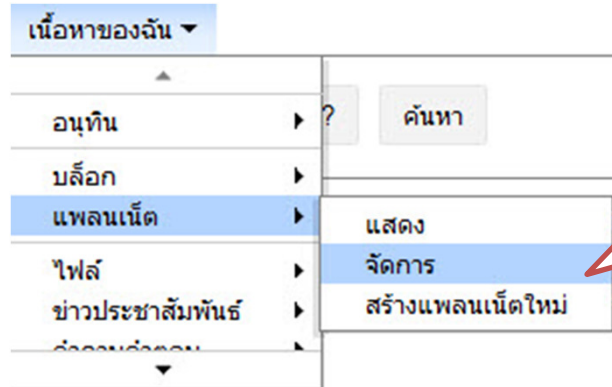 เนื้อหาของฉัน
อนุทิน
? ค้นหา
บล็อก
แพลนเน็ต
แสดง
จัดการ
ไฟล์
ข่าวประชาสัมพันธ์
สร้างแพลนเน็ตใหม่